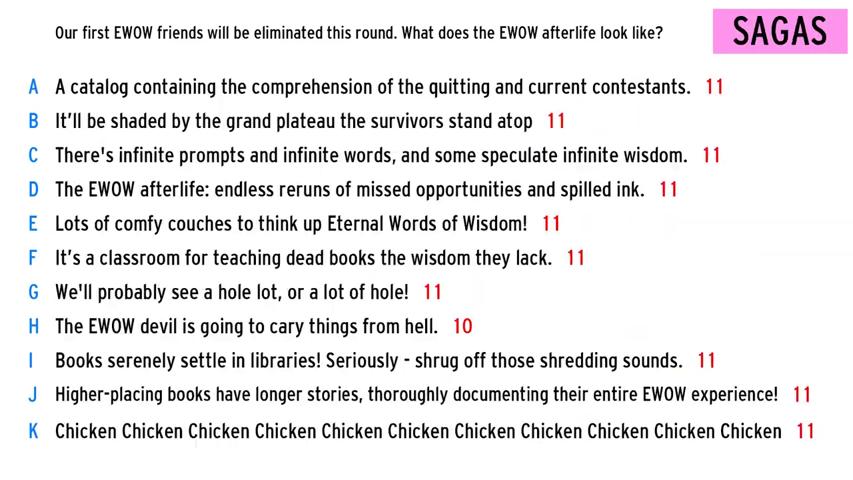 Our first EWOW friends will be eliminated this round. What does the EWOW afterlife look like?
SAGAS
A A catalog containing the comprehension of the quitting and current contestants. 11
B It'll be shaded by the grand plateau the survivors stand atop 11
C There's infinite prompts and infinite words, and some speculate infinite wisdom. 11
D The EWOW afterlife: endless reruns of missed opportunities and spilled ink. 11
E Lots of comfy couches to think up Eternal Words of Wisdom! 11
F It's a classroom for teaching dead books the wisdom they lack. 11
G We'll probably see a hole lot, or a lot of hole! 11
H The EWOW devil is going to cary things from hell. 10
I Books serenely settle in libraries! Seriously - shrug off those shredding sounds. 11
J Higher-placing books have longer stories, thoroughly documenting their entire EWOW experience! 11
K Chicken Chicken Chicken Chicken Chicken Chicken Chicken Chicken Chicken Chicken Chicken 11